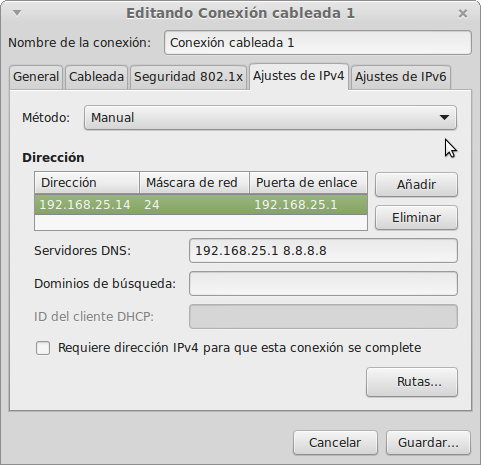 Editando Conexión cableada 1
Nombre de la conexión: Conexión cableada 1
General Cableada Seguridad 802.1x Ajustes de IPv4 Ajustes de IPv6
Método: Manual
Dirección
Dirección Máscara de red Puerta de enlace
192.168.25.14 24 192.168.25.1
Añadir
Eliminar
Servidores DNS: 192.168.25.1 8.8.8.8
Dominios de búsqueda:
ID del cliente DHCP:
Requiere dirección IPv4 para que esta conexión se complete
Rutas...
Cancelar Guardar...